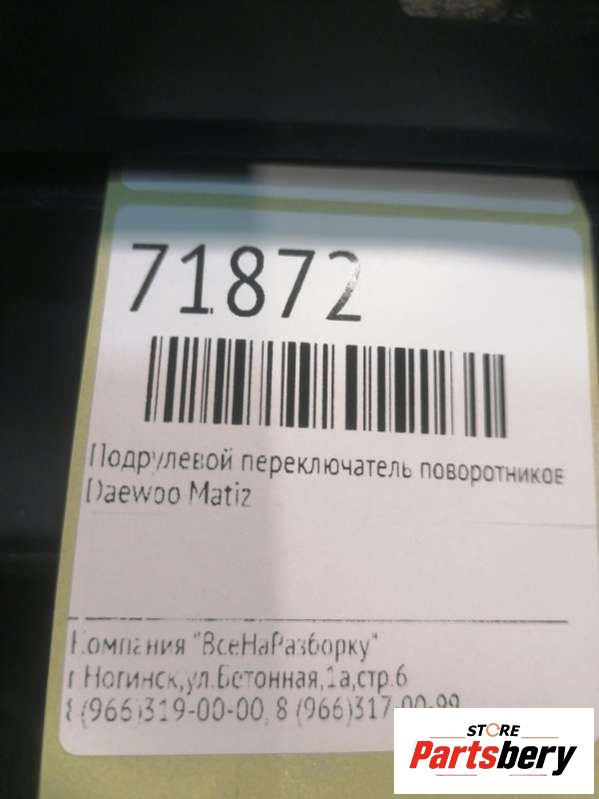 71872
Подрулевой переключатель поворотников
Daewoo Matiz
Компания "ВсеНаРазборку"
г Ногинск,ул.Бетонная,1а,стр.6
8 (966)319-00-00, 8 (966)317-00-99
STORE
Partsbery